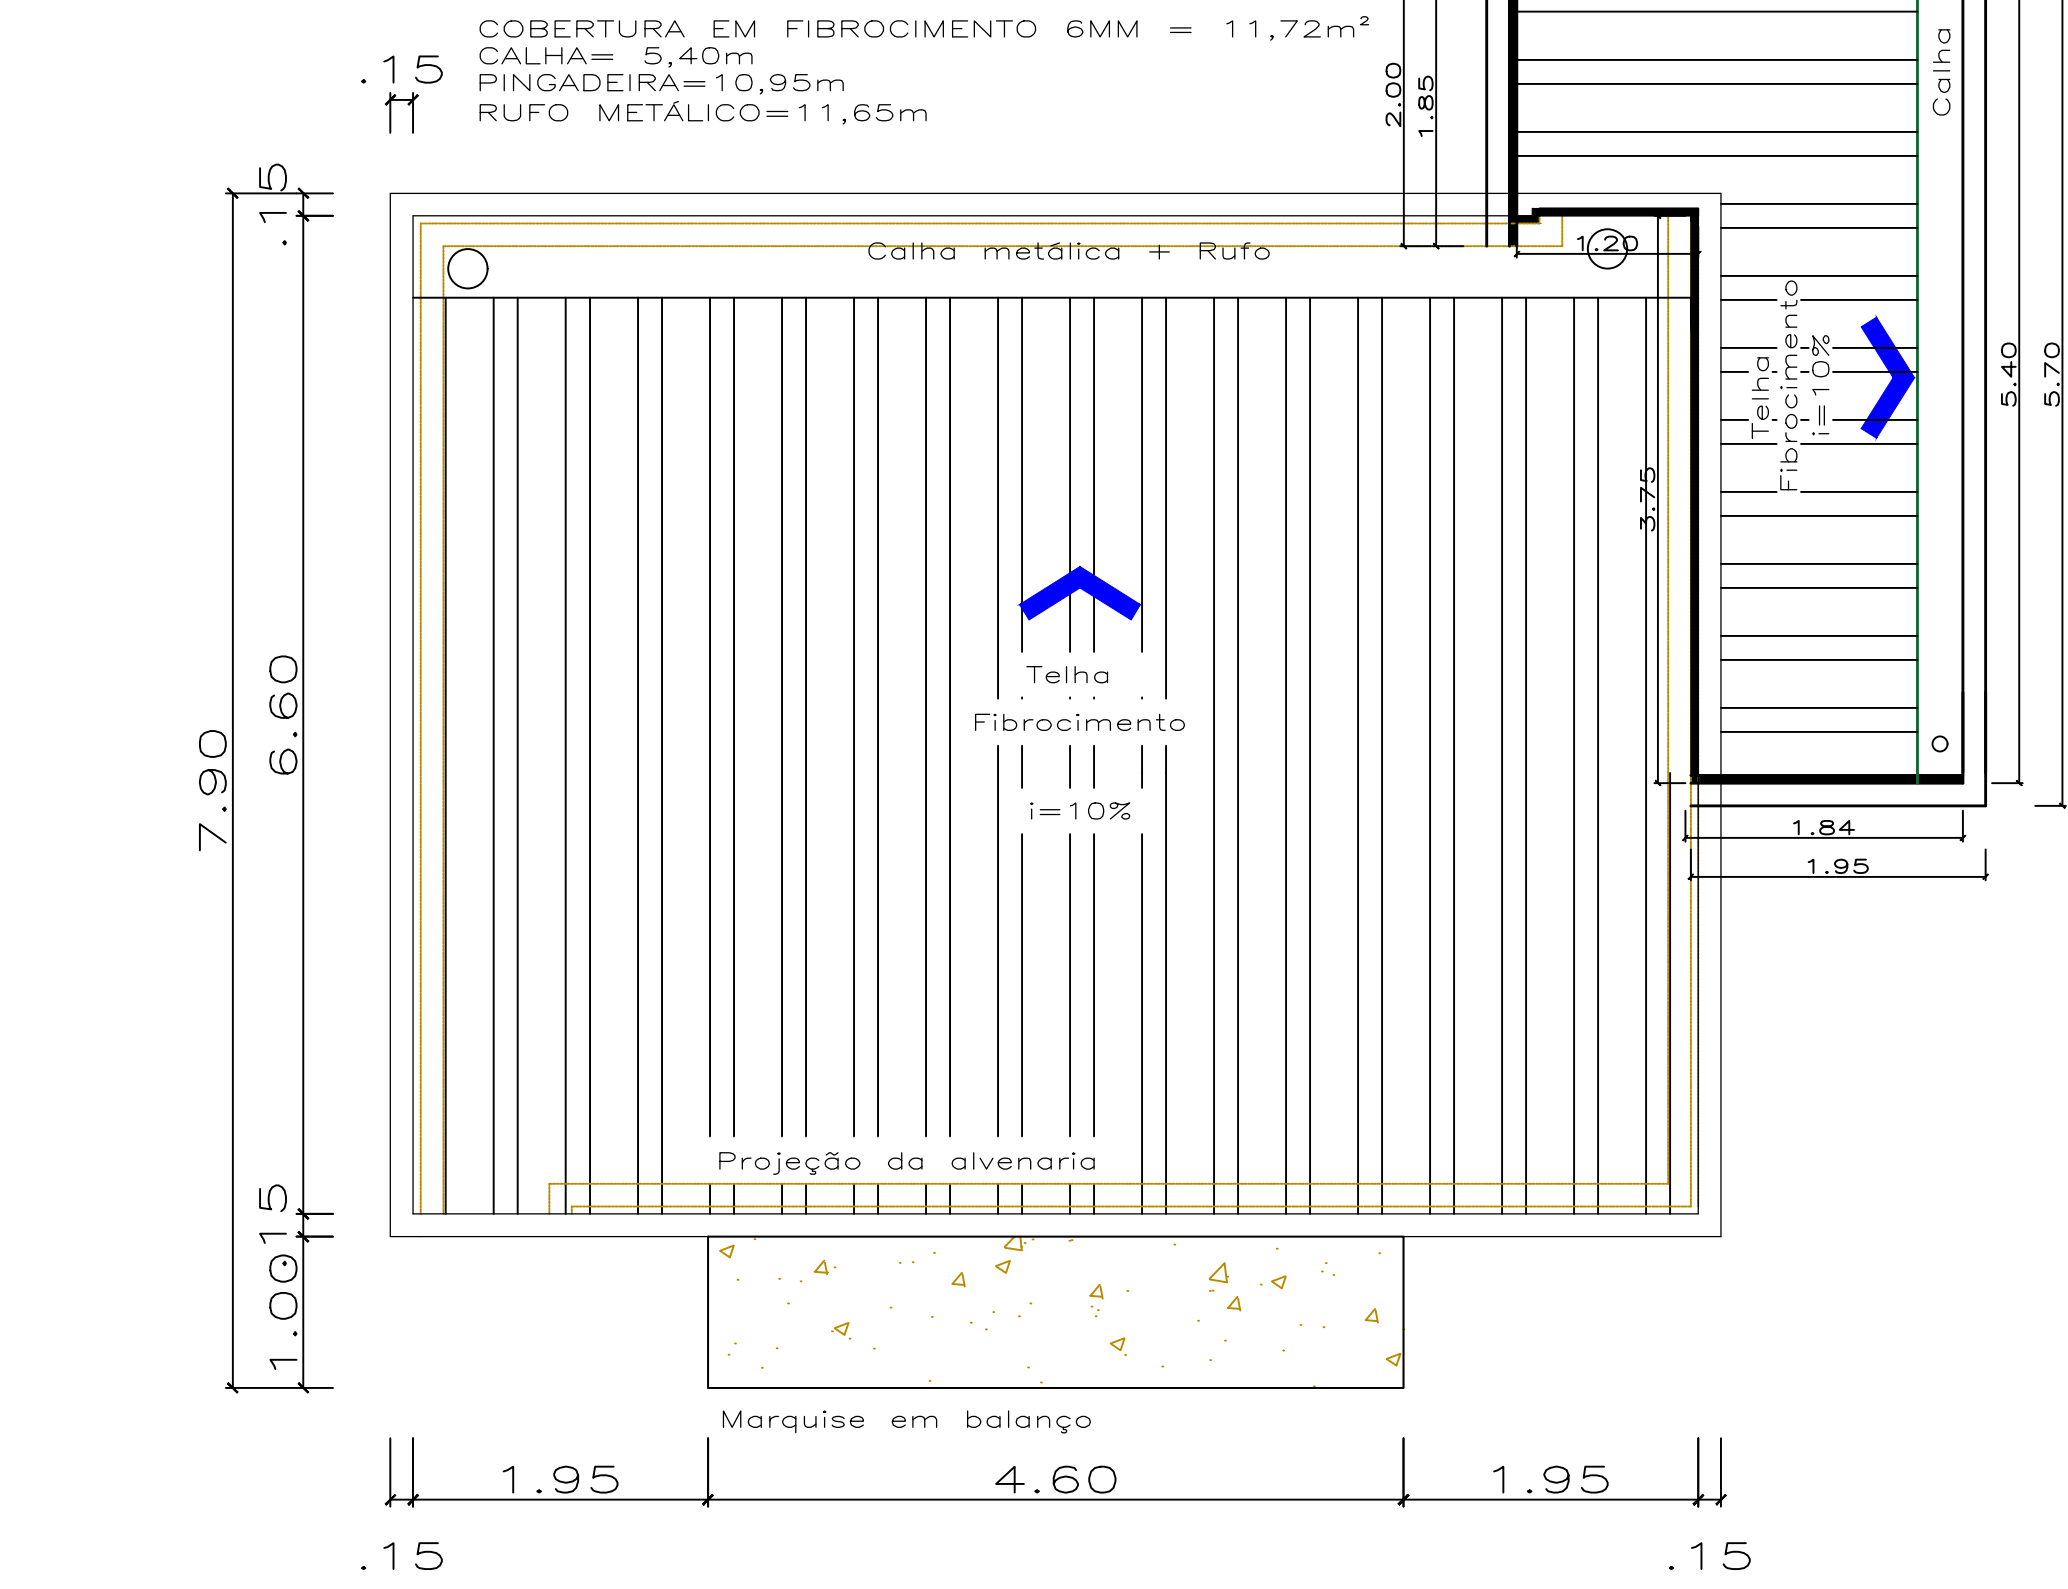 COBERTURA EM FIBROCIMENTO 6MM = 11,72m²
CALHA= 5,40m
PINGADEIRA=10,95m
RUFO METÁLICO=11,65m
.15
2.00
1.85
Calha
.15
Calha metálica + Rufo
1.20
Telha
Fibrocimento
i=10%
5.40
5.70
3.75
6.60
7.90
Telha
Fibrocimento
i=10%
1.84
1.95
Projeção da alvenaria
.15
1.00
Marquise em balanço
1.95
4.60
1.95
.15
.15